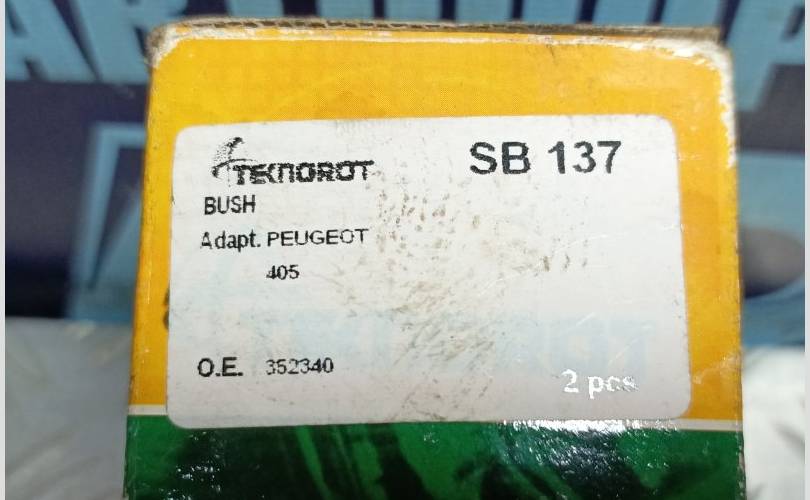 TEKNOROT
SB 137
BUSH
Adapt. PEUGEOT
405
O.E. 352340
2 pcs